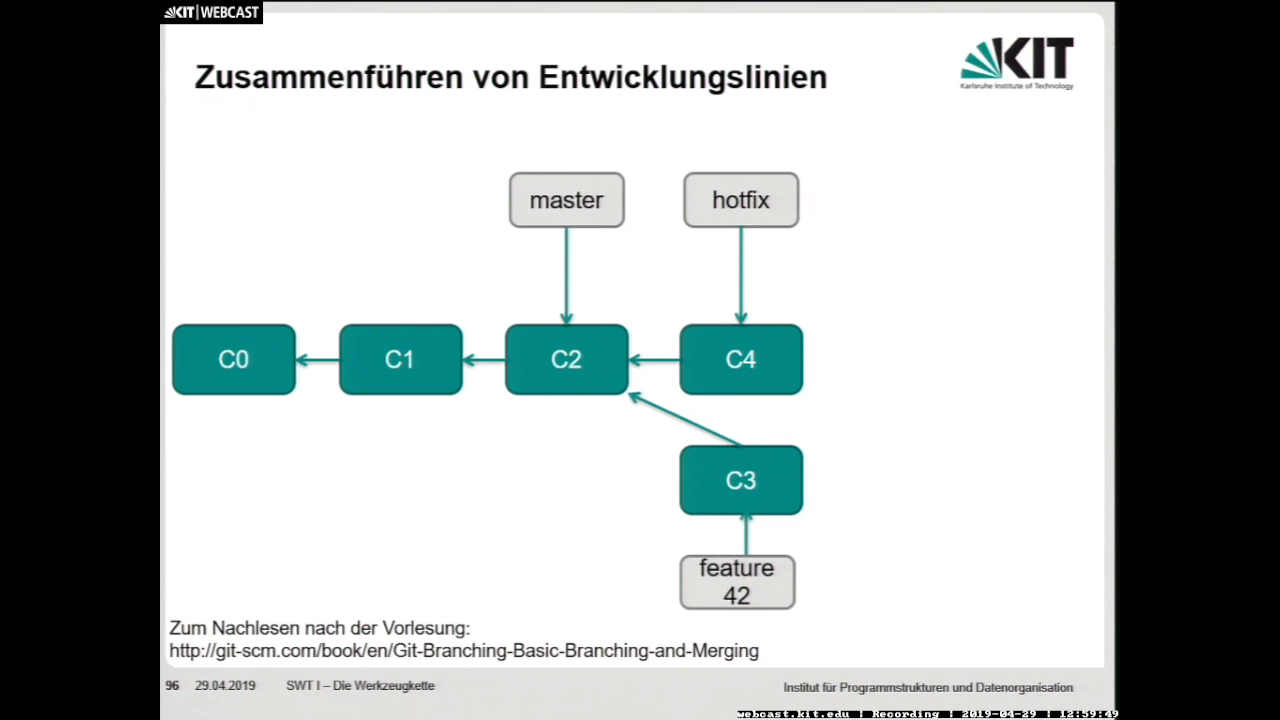 KIT | WEBCAST
Zusammenführen von Entwicklungslinien
KIT
Karlsruhe Institute of Technology
master
hotfix
C0
C1
C2
C4
C3
feature
42
Zum Nachlesen nach der Vorlesung:
http://git-scm.com/book/en/Git-Branching-Basic-Branching-and-Merging
96 29.04.2019 SWT I – Die Werkzeugkette
Institut für Programmstrukturen und Datenorganisation
webcast.kit.edu | Recording | 2019-04-29 | 12:59:49